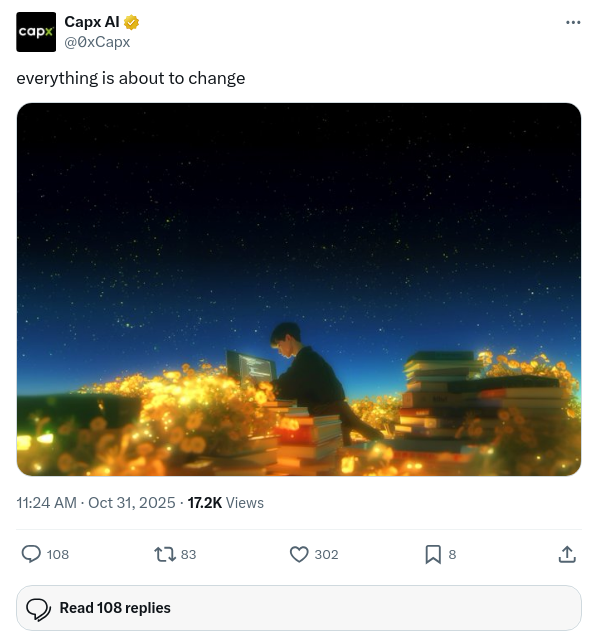 capx
Capx AI
@0xCapx
everything is about to change
11:24 AM · Oct 31, 2025 · 17.2K Views
108 83 302 8
Read 108 replies